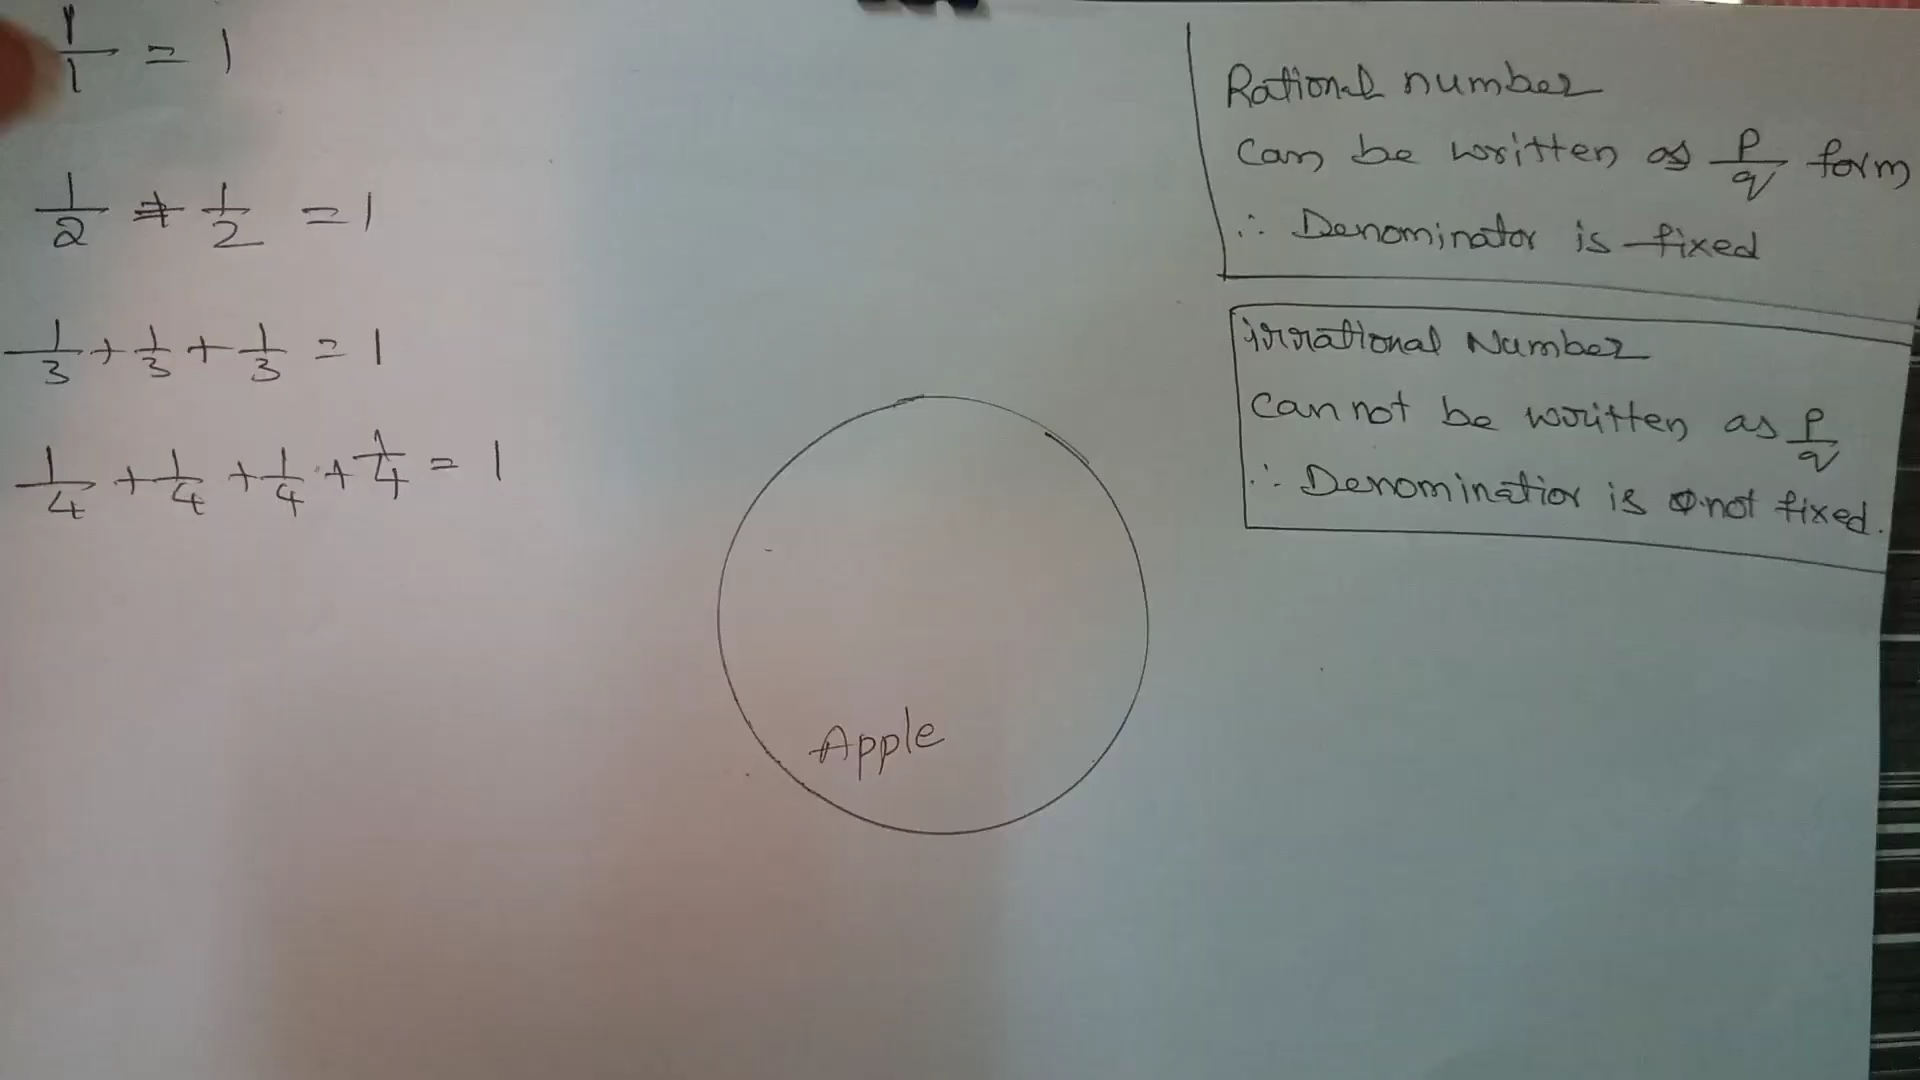 1/1 = 1
1/2 + 1/2 = 1
1/3 + 1/3 + 1/3 = 1
1/4 + 1/4 + 1/4 + 1/4 = 1
Apple
Rational number
Can be written as P/q form
∴ Denominator is fixed
irrational Number
Can not be written as P/q
∴ Denominatior is not fixed.